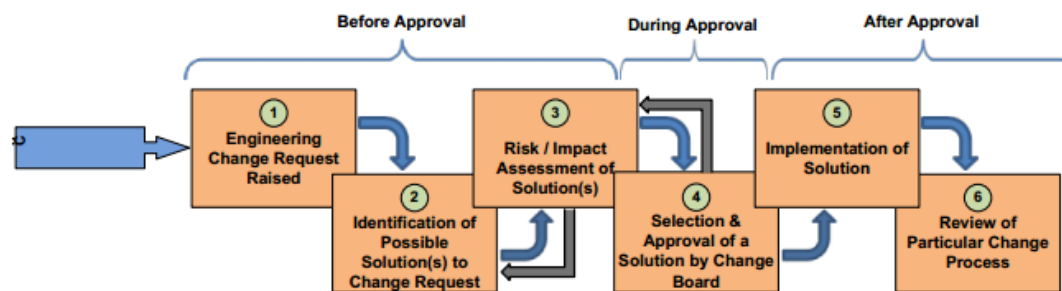 Before Approval
During Approval
After Approval
1
Engineering
Change Request
Raised
2
Identification of
Possible
Solution(s) to
Change Request
3
Risk / Impact
Assessment of
Solution(s)
4
Selection &
Approval of a
Solution by Change
Board
5
Implementation of
Solution
6
Review of
Particular Change
Process